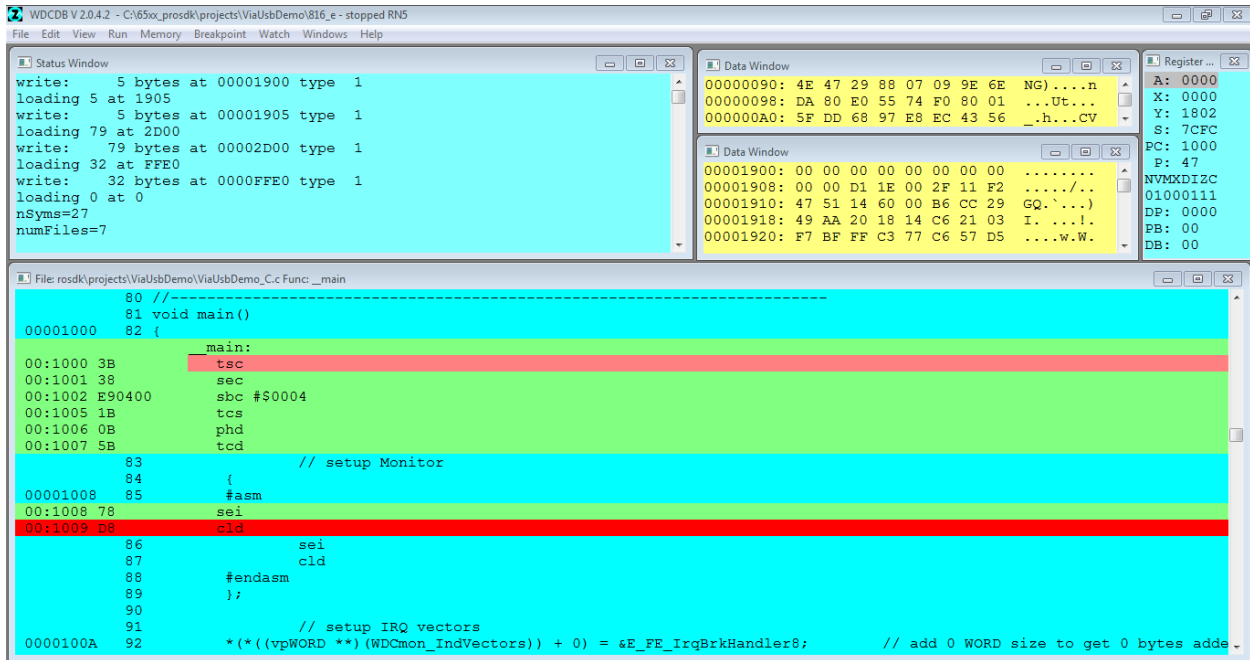 WDCDB V 2.0.4.2 - C:\65xx_prosdk\projects\ViaUsbDemo\816_e - stopped RN5
File Edit View Run Memory Breakpoint Watch Windows Help
Status Window
write: 5 bytes at 00001900 type 1
loading 5 at 1905
write: 5 bytes at 00001905 type 1
loading 79 at 2D00
write: 79 bytes at 00002D00 type 1
loading 32 at FFE0
write: 32 bytes at 0000FFE0 type 1
loading 0 at 0
nSyms=27
numFiles=7
Data Window
00000090: 4E 47 29 88 07 09 9E 6E NG)....n
00000098: DA 80 E0 55 74 F0 80 01 ...Ut...
000000A0: 5F DD 68 97 E8 EC 43 56 _.h...CV
Data Window
00001900: 00 00 00 00 00 00 00 00 ........
00001908: 00 00 D1 1E 00 2F 11 F2 ...../..
00001910: 47 51 14 60 00 B6 CC 29 GQ.`...)
00001918: 49 AA 20 18 14 C6 21 03 I. ...!.
00001920: F7 BF FF C3 77 C6 57 D5 ....w.W.
Register ...
A: 0000
X: 0000
Y: 1802
S: 7CFC
PC: 1000
P: 47
NVMXDIZC
01000111
DP: 0000
PB: 00
DB: 00
File: rosdk\projects\ViaUsbDemo\ViaUsbDemo_C.c Func: __main
80 //-------------------------------------------------------------------------
81 void main()
00001000 82 {
__main:
00:1000 3B tsc
00:1001 38 sec
00:1002 E90400 sbc #$0004
00:1005 1B tcs
00:1006 0B phd
00:1007 5B tcd
83 // setup Monitor
84 {
00001008 85 #asm
00:1008 78 sei
00:1009 D8 cld
86 sei
87 cld
88 #endasm
89 };
90
91 // setup IRQ vectors
0000100A 92 *(*((vpWORD **)(WDCmon_IndVectors)) + 0) = &E_FE_IrqBrkHandler8; // add 0 WORD size to get 0 bytes adde